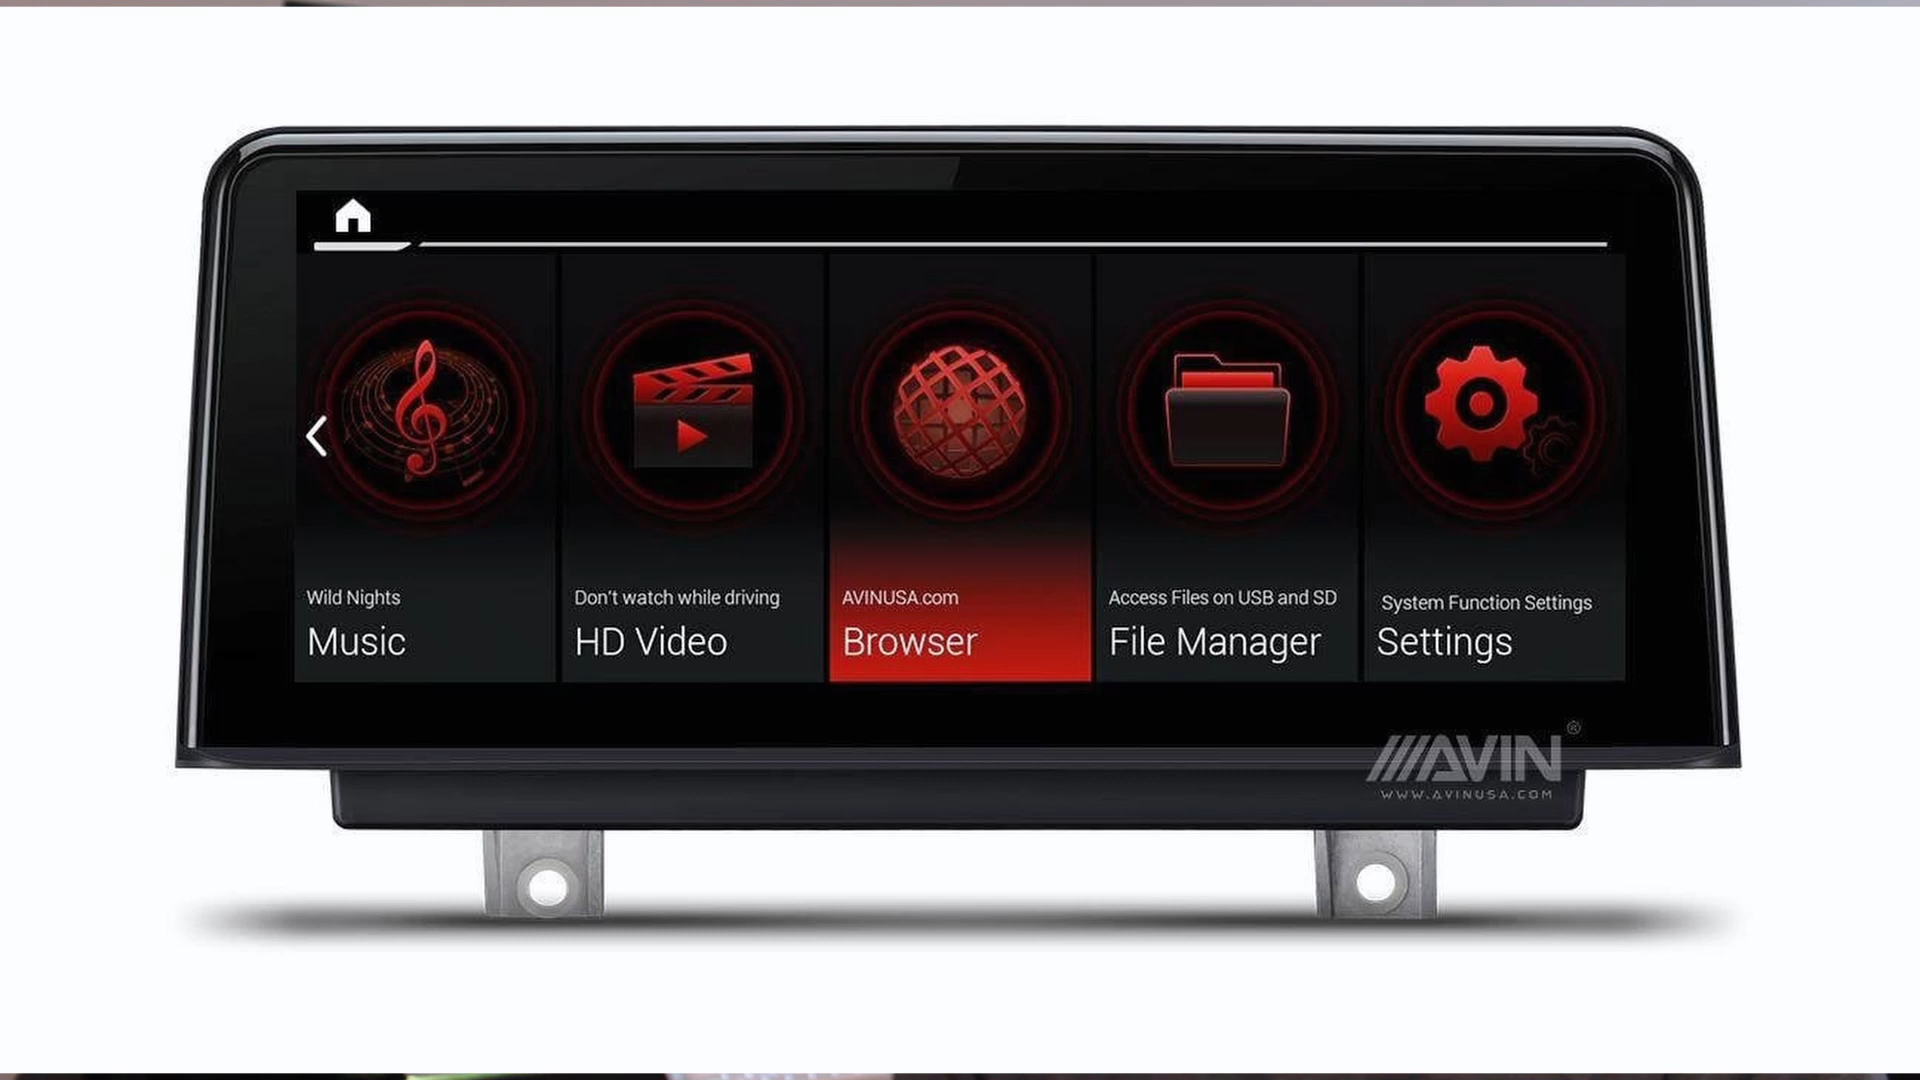 Wild Nights
Music
Don't watch while driving
HD Video
AVINUSA.com
Browser
Access Files on USB and SD
File Manager
System Function Settings
Settings
AVIN®
WWW.AVINUSA.COM